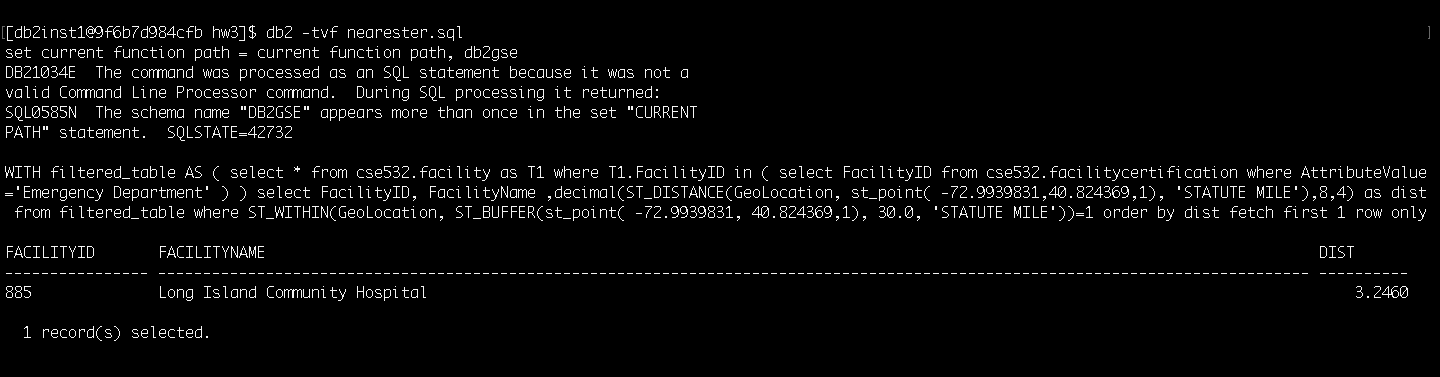 [[db2inst1@9f6b7d984cfb hw3]$ db2 -tvf nearester.sql ]
set current function path = current function path, db2gse
DB21034E  The command was processed as an SQL statement because it was not a
valid Command Line Processor command.  During SQL processing it returned:
SQL0585N  The schema name "DB2GSE" appears more than once in the set "CURRENT
PATH" statement.  SQLSTATE=42732
WITH filtered_table AS ( select * from cse532.facility as T1 where T1.FacilityID in ( select FacilityID from cse532.facilitycertification where AttributeValue
='Emergency Department' ) ) select FacilityID, FacilityName ,decimal(ST_DISTANCE(GeoLocation, st_point( -72.9939831,40.824369,1), 'STATUTE MILE'),8,4) as dist
 from filtered_table where ST_WITHIN(GeoLocation, ST_BUFFER(st_point( -72.9939831, 40.824369,1), 30.0, 'STATUTE MILE'))=1 order by dist fetch first 1 row only
FACILITYID       FACILITYNAME                                                                                                                     DIST
---------------- -------------------------------------------------------------------------------------------------------------------------------- ----------
885              Long Island Community Hospital                                                                                                       3.2460
  1 record(s) selected.